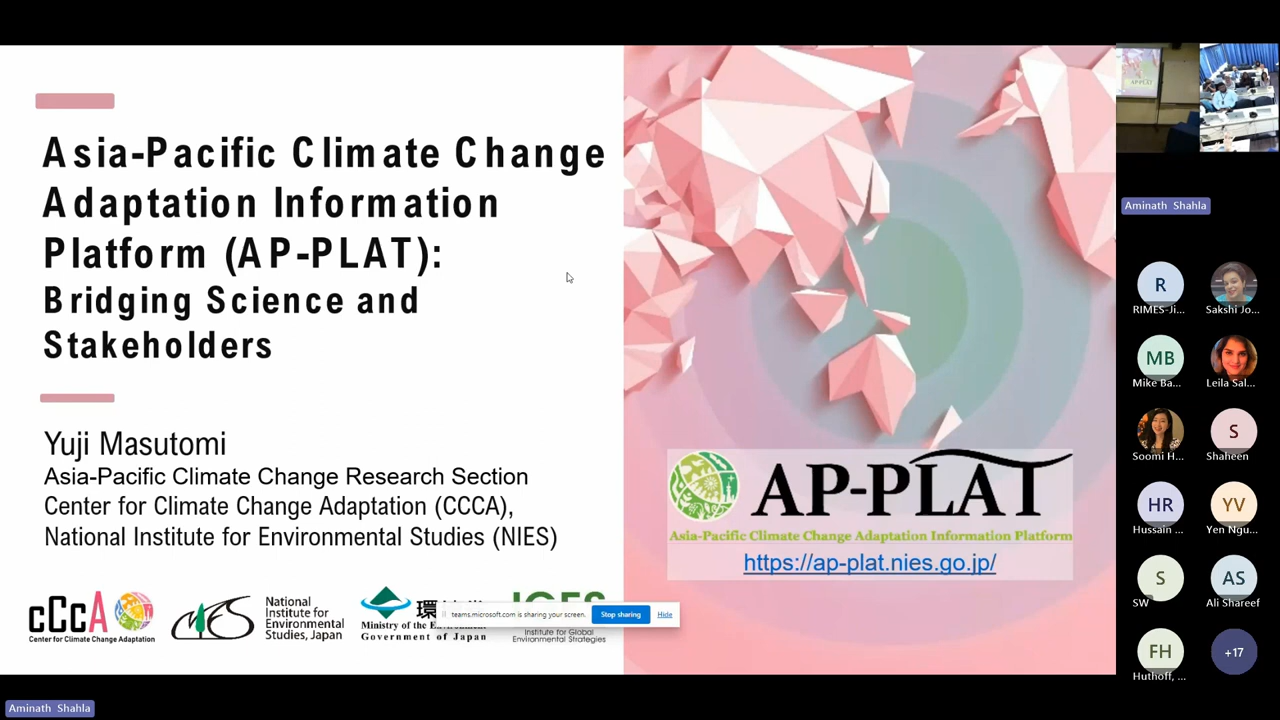 Asia-Pacific Climate Change
Adaptation Information
Platform (AP-PLAT):
Bridging Science and
Stakeholders
Yuji Masutomi
Asia-Pacific Climate Change Research Section
Center for Climate Change Adaptation (CCCA),
National Institute for Environmental Studies (NIES)
cCcA
Center for Climate Change Adaptation
National
Institute for
Environmental
Studies, Japan
環
Ministry of the Environment
Government of Japan
IGES
Institute for Global
Environmental Strategies
teams.microsoft.com is sharing your screen.
Stop sharing
Hide
AP-PLAT
Asia-Pacific Climate Change Adaptation Information Platform
https://ap-plat.nies.go.jp/
AP-PLAT
Aminath Shahla
R
RIMES-Ji...
Sakshi Jo...
MB
Mike Ba...
Leila Sal...
Soomi H...
S
Shaheen
HR
Hussain ...
YV
Yen Ngu...
S
SW
AS
Ali Shareef
FH
Huthoff, ...
+17
Aminath Shahla